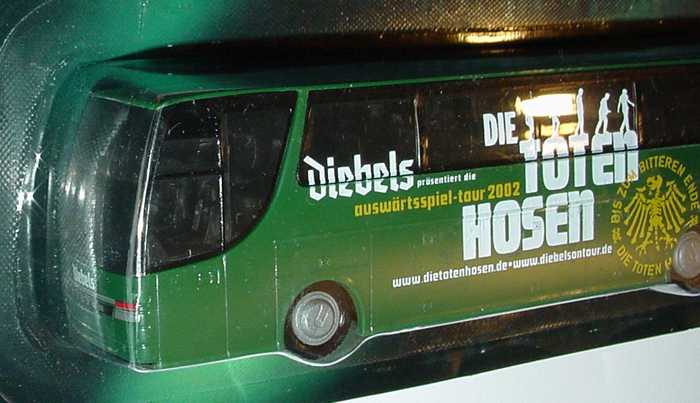 Diebels
präsentiert die
auswärtsspiel-tour 2002
DIE
TOTEN
HOSEN
www.dietotenhosen.de•www.diebelsontour.de
BIS ZUM BITTEREN ENDE
DIE TOTEN
Diebels